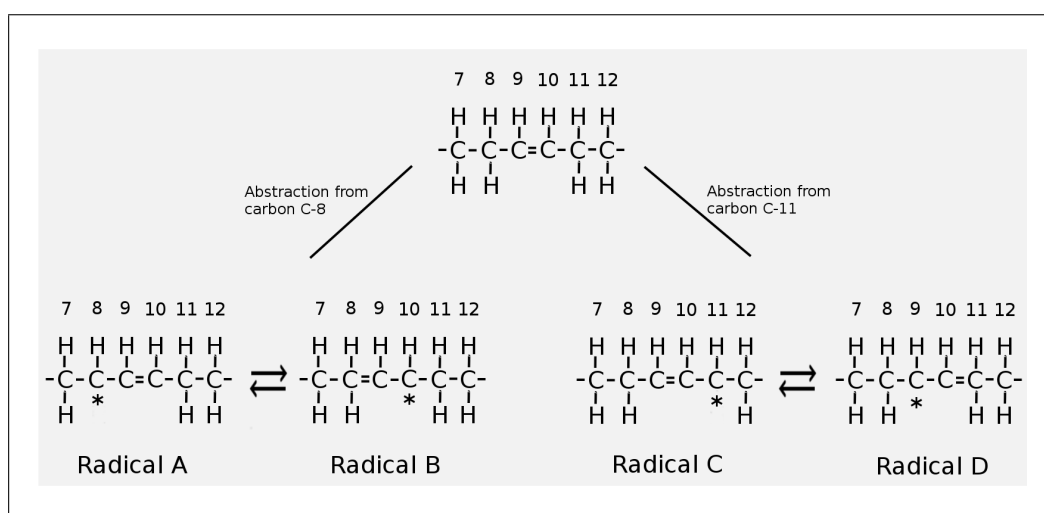 7 8 9 10 11 12
H H H H H H
-C-C-C=C-C-C-
H H H H
Abstraction from
carbon C-8
Abstraction from
carbon C-11
7 8 9 10 11 12
H H H H H H
-C-C-C=C-C-C-
H * H H
Radical A
7 8 9 10 11 12
H H H H H H
-C-C=C-C-C-C-
H H * H H
Radical B
7 8 9 10 11 12
H H H H H H
-C-C-C=C-C-C-
H H * H
Radical C
7 8 9 10 11 12
H H H H H H
-C-C-C-C=C-C-
H H * H H
Radical D